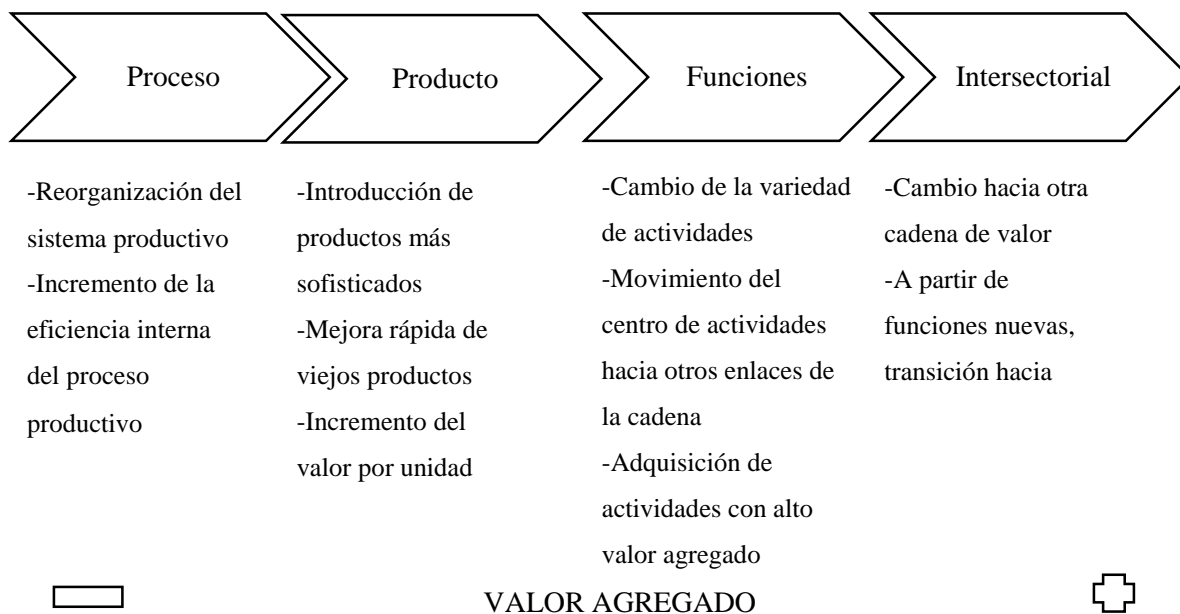 Proceso
Producto
Funciones
Intersectorial
-Reorganización del
sistema productivo
-Incremento de la
eficiencia interna
del proceso
productivo
-Introducción de
productos más
sofisticados
-Mejora rápida de
viejos productos
-Incremento del
valor por unidad
-Cambio de la variedad
de actividades
-Movimiento del
centro de actividades
hacia otros enlaces de
la cadena
-Adquisición de
actividades con alto
valor agregado
-Cambio hacia otra
cadena de valor
-A partir de
funciones nuevas,
transición hacia
VALOR AGREGADO